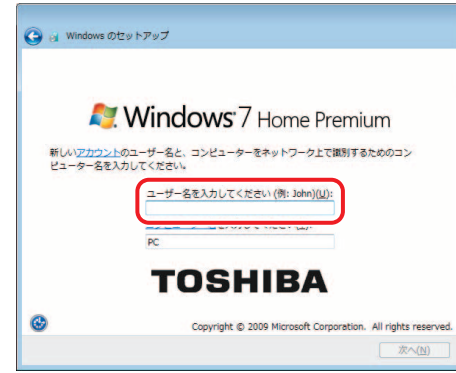 Windows のセットアップ
Windows 7 Home Premium
新しいアカウントのユーザー名と、コンピューターをネットワーク上で識別するためのコン
ピューター名を入力してください。
ユーザー名を入力してください (例: John)(U):
PC
TOSHIBA
Copyright © 2009 Microsoft Corporation. All rights reserved.
次へ(N)